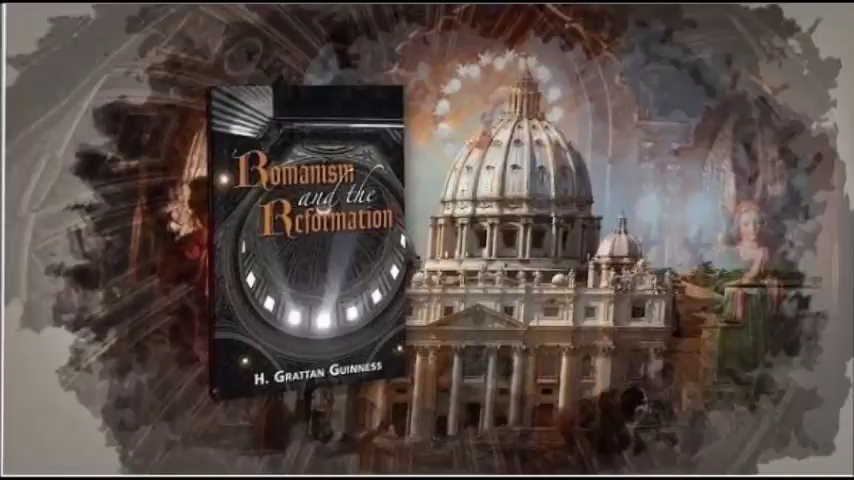 Romanism
and the
Reformation
H. Grattan Guinness